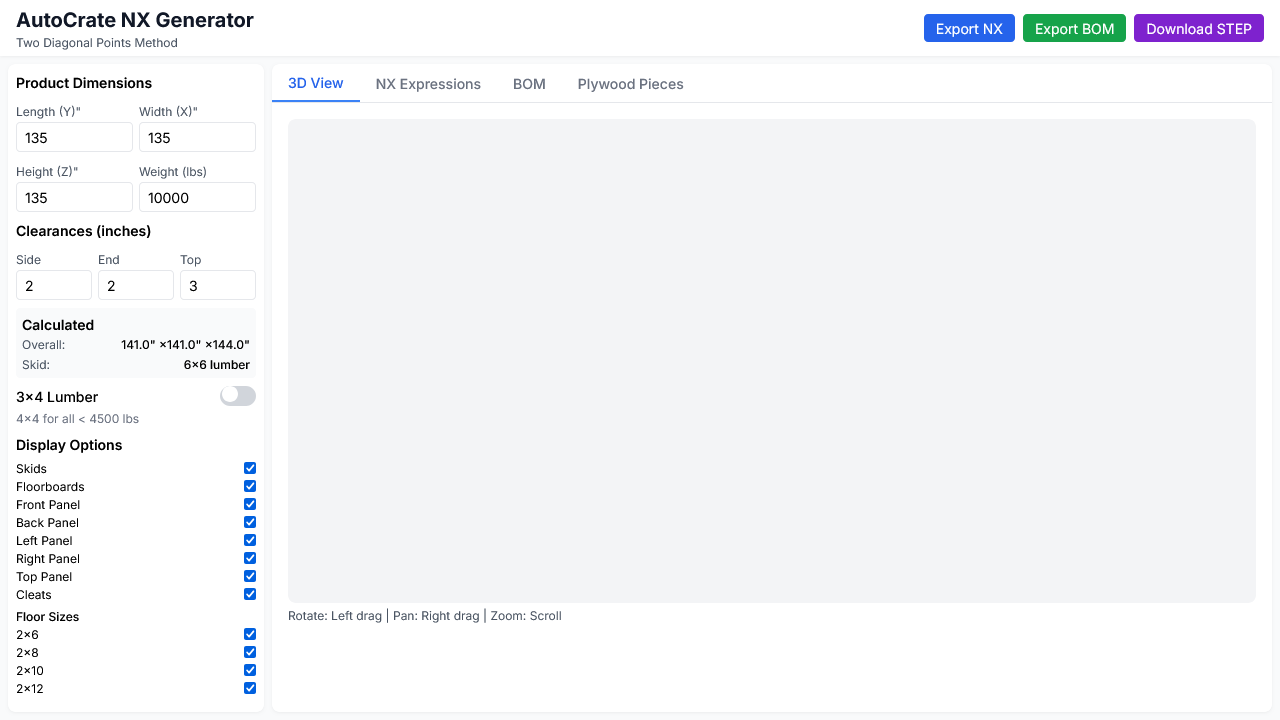 AutoCrate NX Generator
Two Diagonal Points Method
Export NX
Export BOM
Download STEP
Product Dimensions
Length (Y)"
Width (X)"
135
135
Height (Z)"
Weight (lbs)
135
10000
Clearances (inches)
Side
End
Top
2
2
3
Calculated
Overall:
141.0" ×141.0" ×144.0"
Skid:
6×6 lumber
3×4 Lumber
4×4 for all < 4500 lbs
Display Options
Skids
Floorboards
Front Panel
Back Panel
Left Panel
Right Panel
Top Panel
Cleats
Floor Sizes
2×6
2×8
2×10
2×12
3D View
NX Expressions
BOM
Plywood Pieces
Rotate: Left drag | Pan: Right drag | Zoom: Scroll